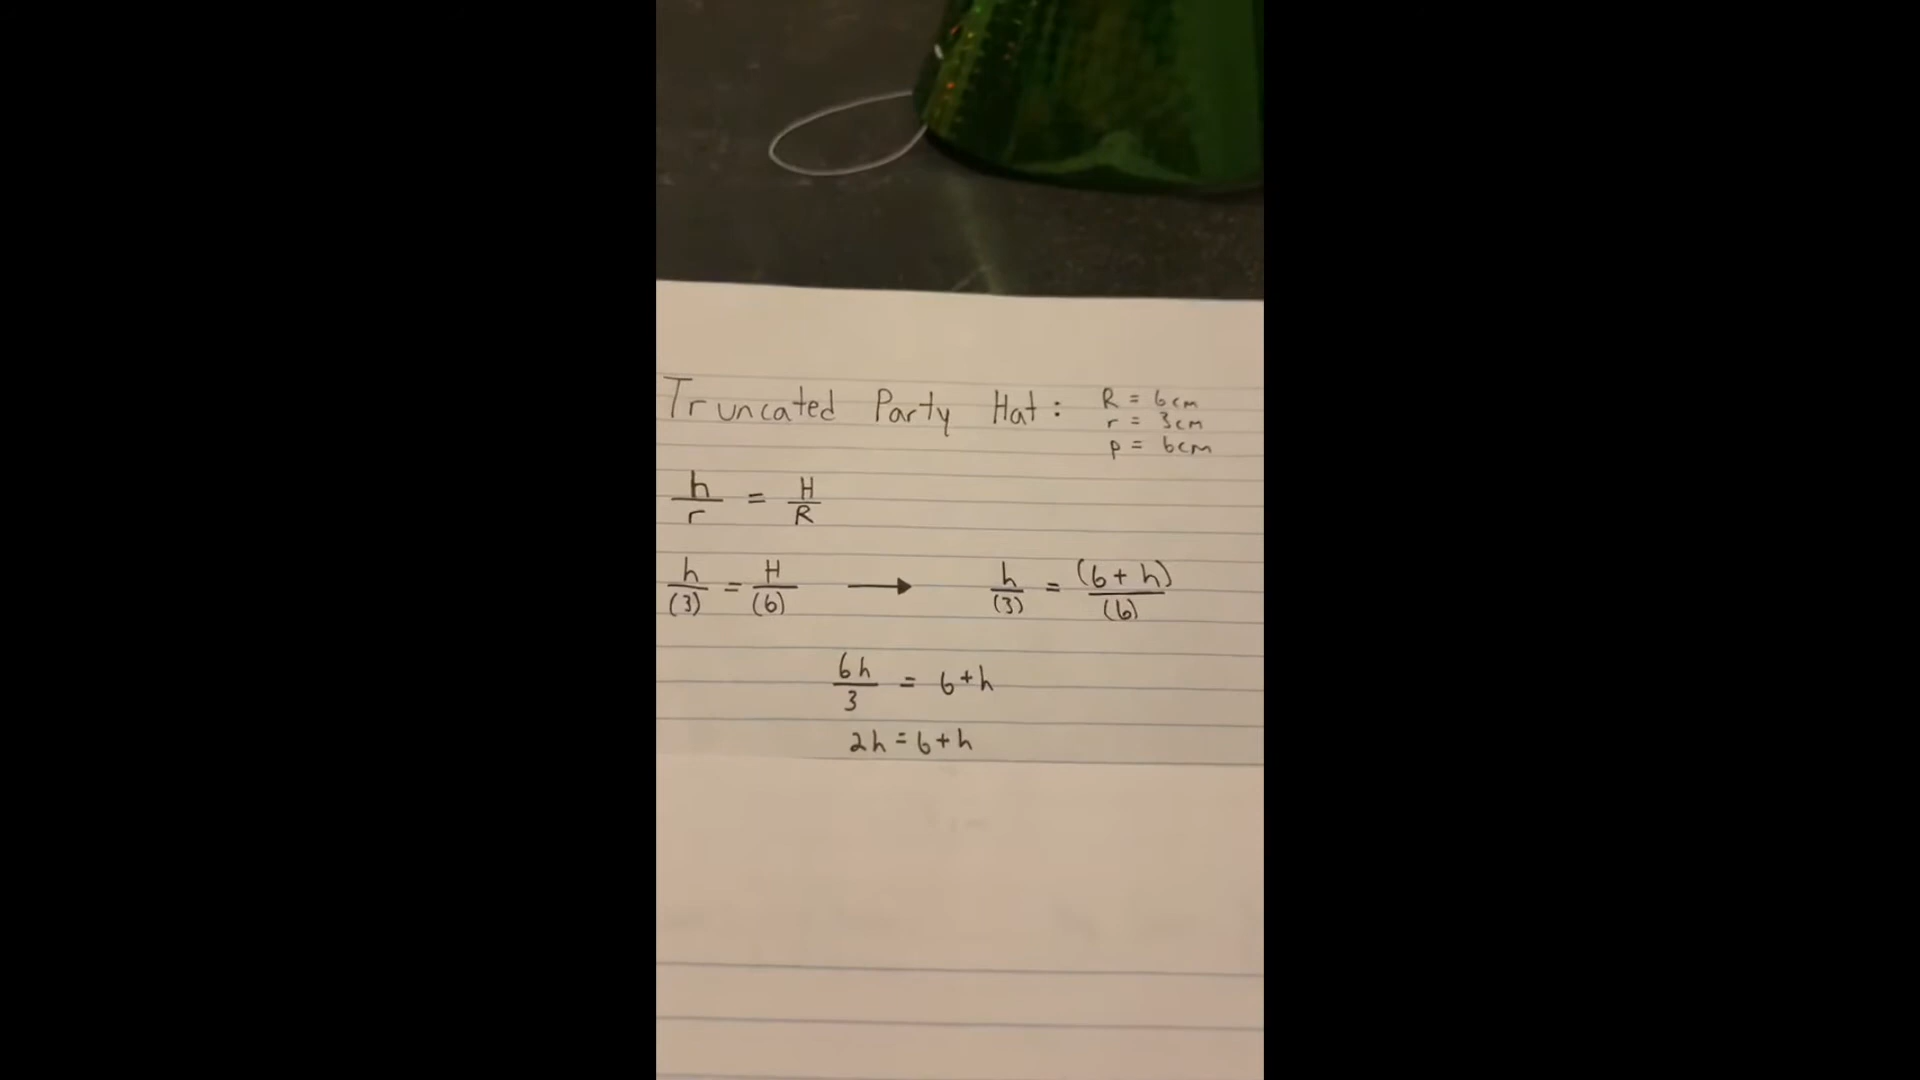 Truncated Party Hat:
R = 6cm
r = 3cm
p = 6cm
h/r = H/R
h/(3) = H/(6) → h/(3) = (6+h)/(6)
6h/3 = 6+h
2h = 6+h